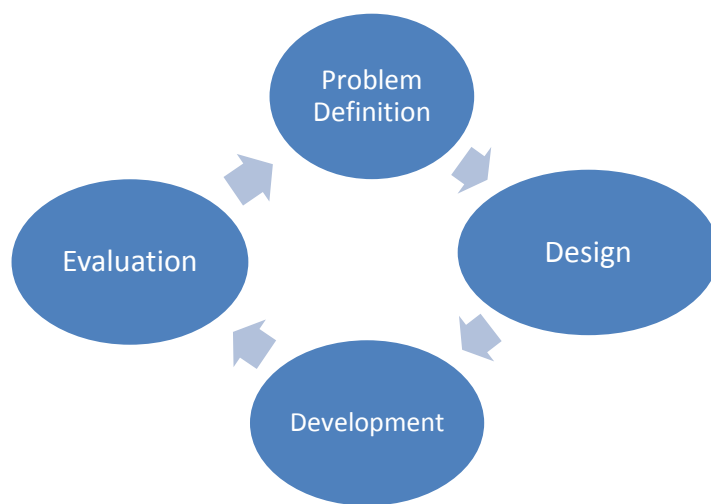 Problem
Definition
Design
Development
Evaluation